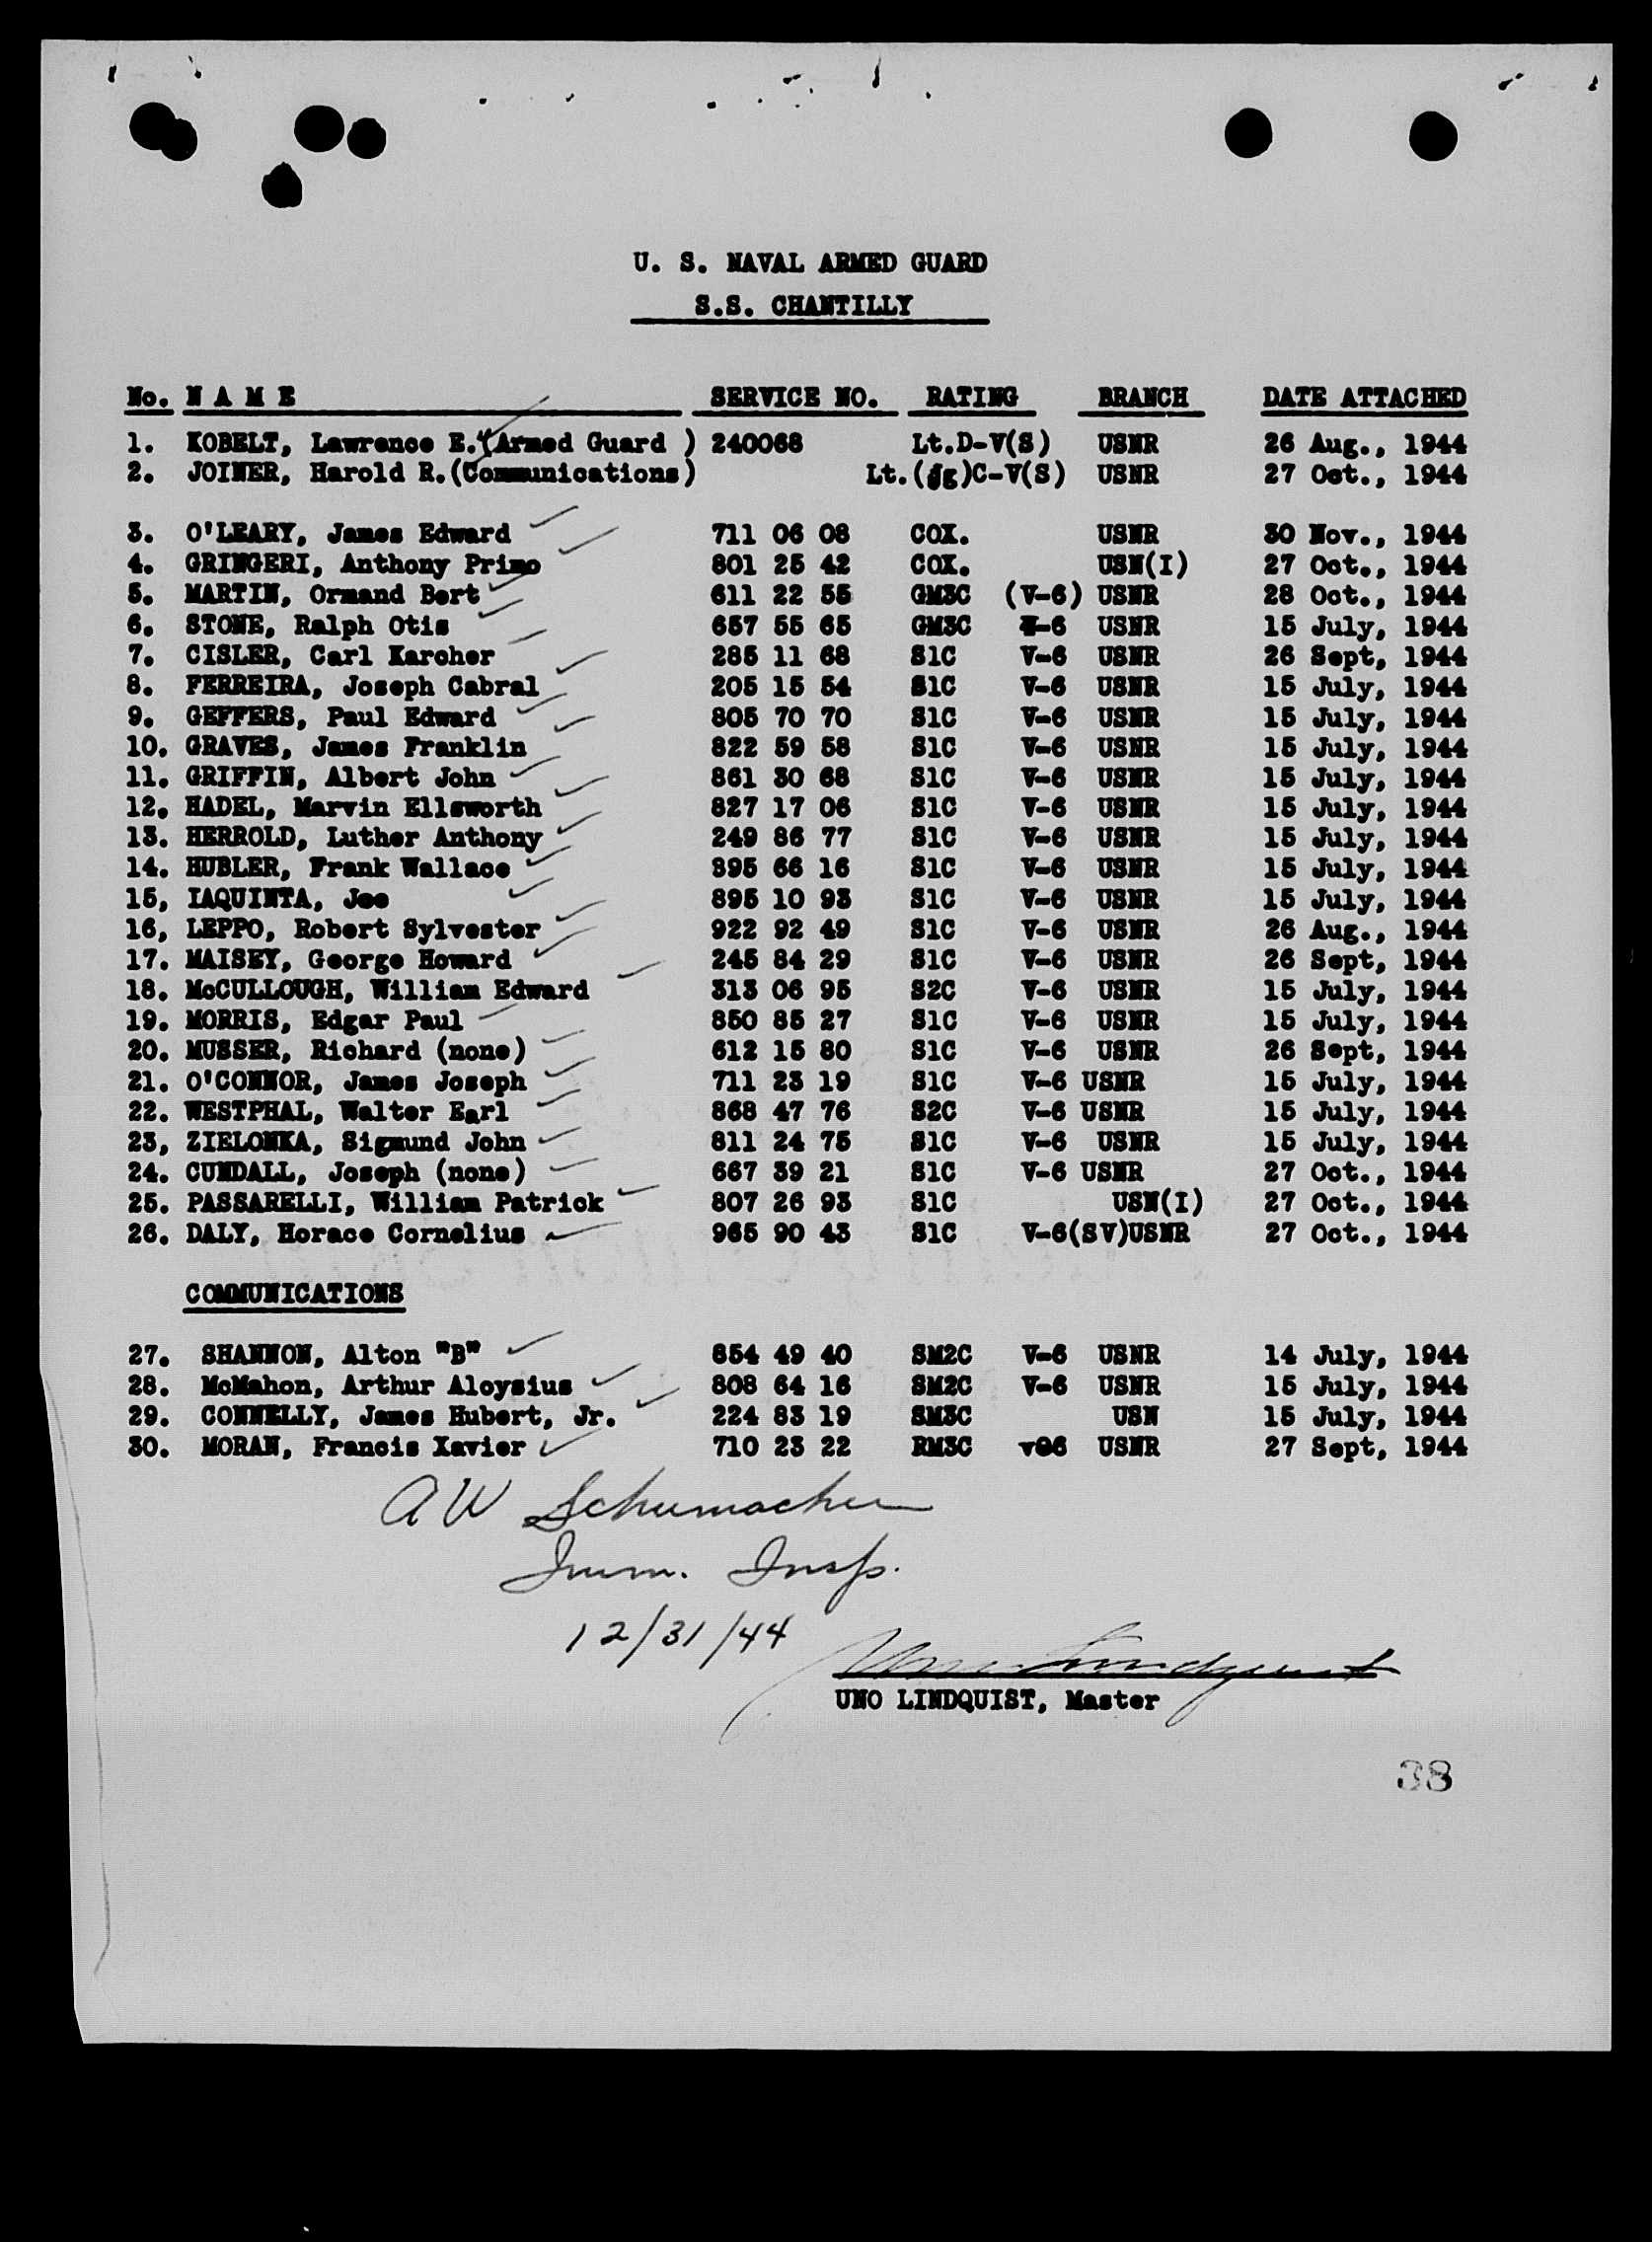 U. S. NAVAL ARMED GUARD
S.S. CHANTILLY
No. N A M E SERVICE NO. RATING BRANCH DATE ATTACHED
1. KOBELT, Lawrence E. (Armed Guard ) 240068 Lt.D-V(S) USNR 26 Aug., 1944
2. JOINER, Harold R.(Communications) Lt.(jg)C-V(S) USNR 27 Oct., 1944
3. O'LEARY, James Edward 711 06 08 COX. USNR 30 Nov., 1944
4. GRINGERI, Anthony Primo 801 25 42 COX. USN(I) 27 Oct., 1944
5. MARTIN, Ormand Bert 611 22 55 GM3C (V-6) USNR 28 Oct., 1944
6. STONE, Ralph Otis 657 55 65 GM3C V-6 USNR 15 July, 1944
7. CISLER, Carl Karcher 285 11 68 S1C V-6 USNR 26 Sept, 1944
8. FERREIRA, Joseph Cabral 205 15 54 S1C V-6 USNR 15 July, 1944
9. GEFFERS, Paul Edward 805 70 70 S1C V-6 USNR 15 July, 1944
10. GRAVES, James Franklin 822 59 58 S1C V-6 USNR 15 July, 1944
11. GRIFFIN, Albert John 861 30 68 S1C V-6 USNR 15 July, 1944
12. HADEL, Marvin Ellsworth 827 17 06 S1C V-6 USNR 15 July, 1944
13. HERROLD, Luther Anthony 249 86 77 S1C V-6 USNR 15 July, 1944
14. HUBLER, Frank Wallace 895 66 16 S1C V-6 USNR 15 July, 1944
15, IAQUINTA, Joe 895 10 93 S1C V-6 USNR 15 July, 1944
16, LEPPO, Robert Sylvester 922 92 49 S1C V-6 USNR 26 Aug., 1944
17. MAISEY, George Howard 245 84 29 S1C V-6 USNR 26 Sept, 1944
18. McCULLOUGH, William Edward 313 06 95 S2C V-6 USNR 15 July, 1944
19. MORRIS, Edgar Paul 850 85 27 S1C V-6 USNR 15 July, 1944
20. MUSSER, Richard (none) 612 15 80 S1C V-6 USNR 26 Sept, 1944
21. O'CONNOR, James Joseph 711 23 19 S1C V-6 USNR 15 July, 1944
22. WESTPHAL, Walter Earl 868 47 76 S2C V-6 USNR 15 July, 1944
23, ZIELONKA, Sigmund John 811 24 75 S1C V-6 USNR 15 July, 1944
24. CUNDALL, Joseph (none) 667 39 21 S1C V-6 USNR 27 Oct., 1944
25. PASSARELLI, William Patrick 807 26 93 S1C USN(I) 27 Oct., 1944
26. DALY, Horace Cornelius 965 90 43 S1C V-6(SV)USNR 27 Oct., 1944
COMMUNICATIONS
27. SHANNON, Alton "B" 854 49 40 SM2C V-6 USNR 14 July, 1944
28. McMahon, Arthur Aloysius 808 64 16 SM2C V-6 USNR 15 July, 1944
29. CONNELLY, James Hubert, Jr. 224 83 19 SM3C USN 15 July, 1944
30. MORAN, Francis Xavier 710 23 22 RM3C v06 USNR 27 Sept, 1944
A W Schumacher
Imm. Insp.
12/31/44
Uno Lindquist
UNO LINDQUIST, Master
38